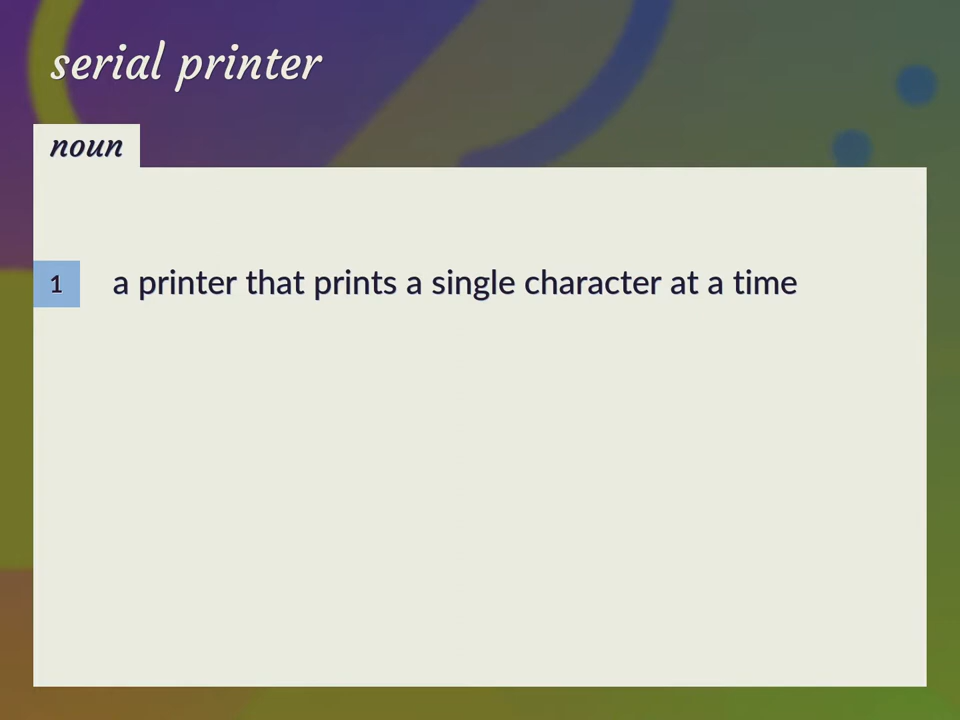 serial printer
noun
1
a printer that prints a single character at a time